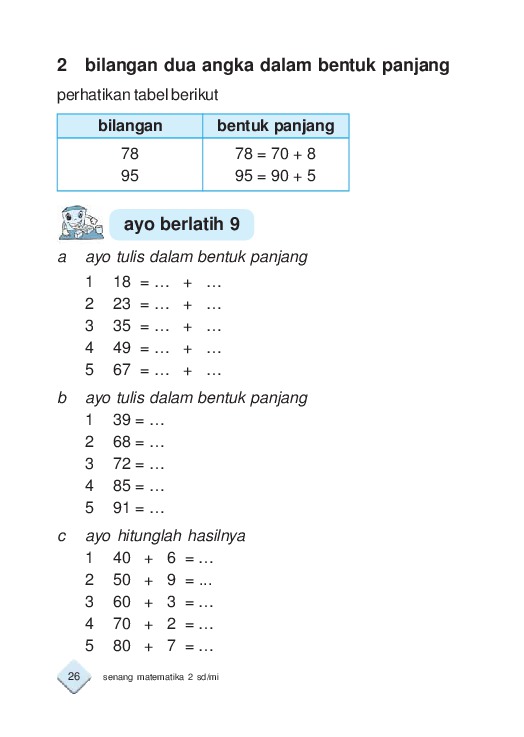 2 bilangan dua angka dalam bentuk panjang
perhatikan tabel berikut
bilangan bentuk panjang
78 78 = 70 + 8
95 95 = 90 + 5
ayo berlatih 9
a ayo tulis dalam bentuk panjang
1 18 = … + …
2 23 = … + …
3 35 = … + …
4 49 = … + …
5 67 = … + …
b ayo tulis dalam bentuk panjang
1 39 = …
2 68 = …
3 72 = …
4 85 = …
5 91 = …
c ayo hitunglah hasilnya
1 40 + 6 = …
2 50 + 9 = ...
3 60 + 3 = …
4 70 + 2 = …
5 80 + 7 = …
26 senang matematika 2 sd/mi